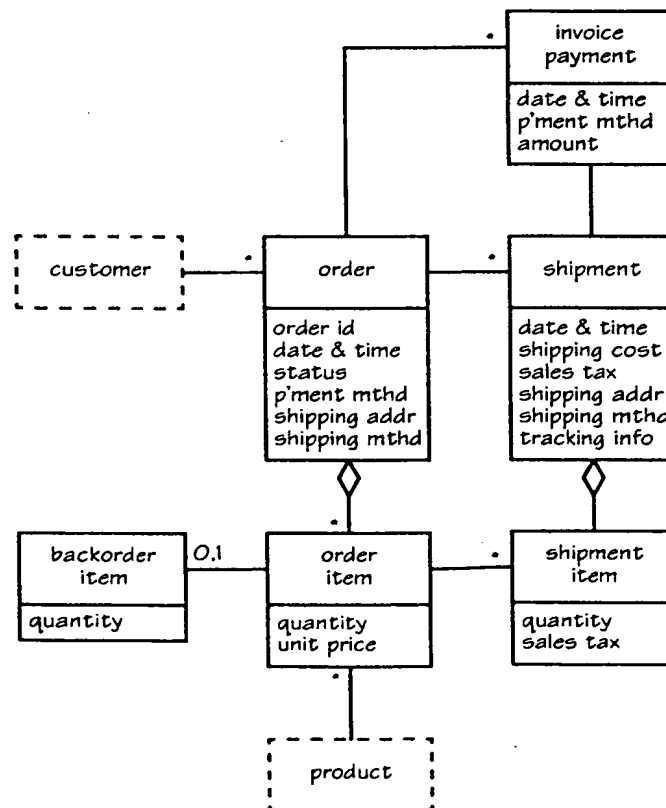 *
invoice
payment
date & time
p'ment mthd
amount
customer
*
order
order id
date & time
status
p'ment mthd
shipping addr
shipping mthd
*
shipment
date & time
shipping cost
sales tax
shipping addr
shipping mthd
tracking info
backorder
item
quantity
0.1
*
order
item
quantity
unit price
*
*
shipment
item
quantity
sales tax
product